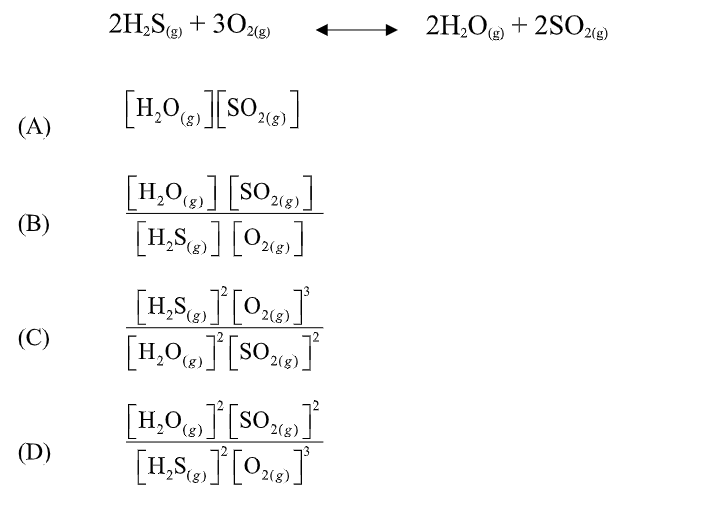 2H₂S(g) + 3O₂(g) ⟷ 2H₂O(g) + 2SO₂(g)
(A) [H₂O(g)][SO₂(g)]
(B) [H₂O(g)] [SO₂(g)] / [H₂S(g)] [O₂(g)]
(C) [H₂S(g)]² [O₂(g)]³ / [H₂O(g)]² [SO₂(g)]²
(D) [H₂O(g)]² [SO₂(g)]² / [H₂S(g)]² [O₂(g)]³